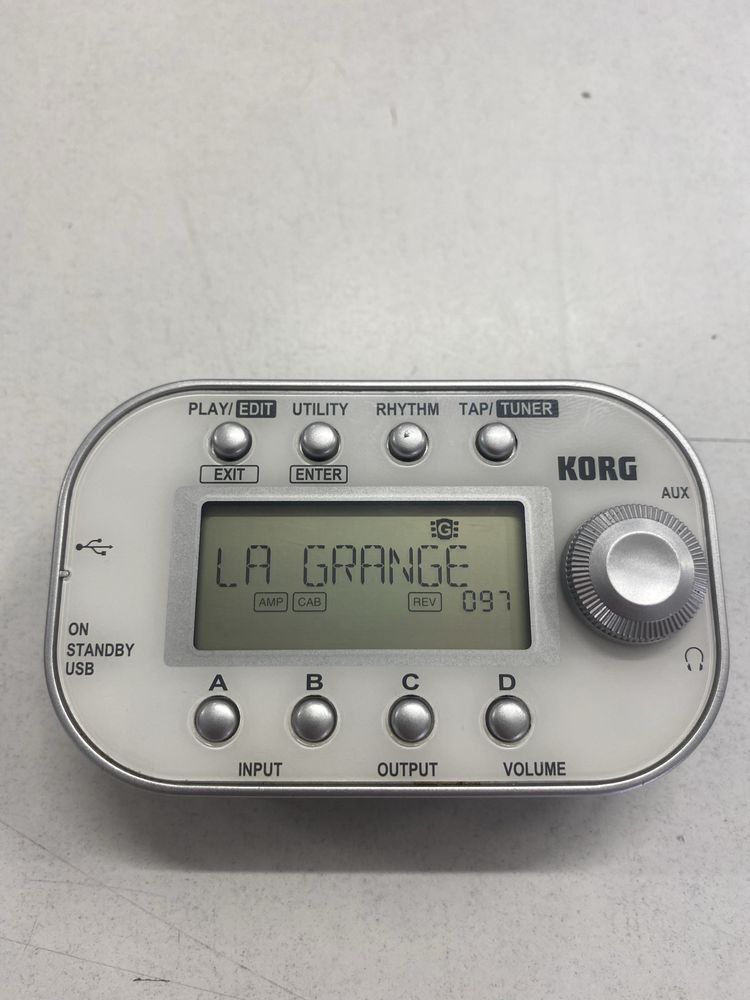 PLAY/EDIT UTILITY RHYTHM TAP/TUNER
EXIT ENTER
KORG
AUX
G
LA GRANGE
AMP CAB REV 097
ON
STANDBY
USB
A B C D
INPUT OUTPUT VOLUME